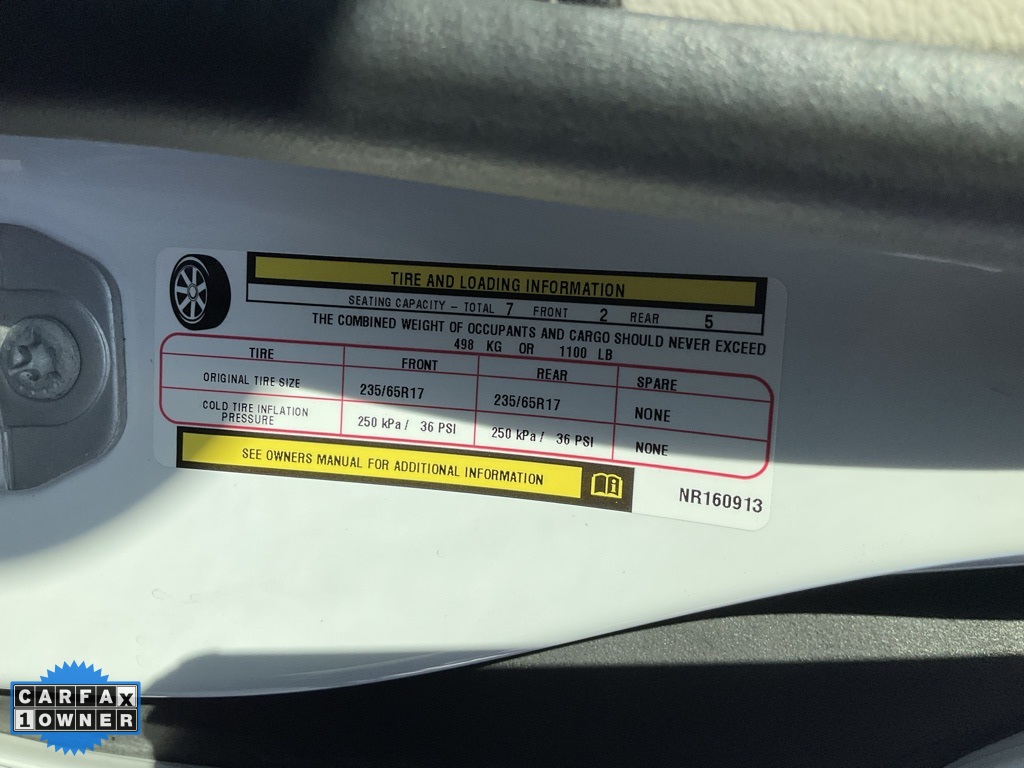 TIRE AND LOADING INFORMATION
SEATING CAPACITY – TOTAL 7 FRONT 2 REAR 5
THE COMBINED WEIGHT OF OCCUPANTS AND CARGO SHOULD NEVER EXCEED
498 KG OR 1100 LB
TIRE FRONT REAR SPARE
ORIGINAL TIRE SIZE 235/65R17 235/65R17 NONE
COLD TIRE INFLATION
PRESSURE 250 kPa / 36 PSI 250 kPa / 36 PSI NONE
SEE OWNERS MANUAL FOR ADDITIONAL INFORMATION
NR160913
CARFAX
1 OWNER